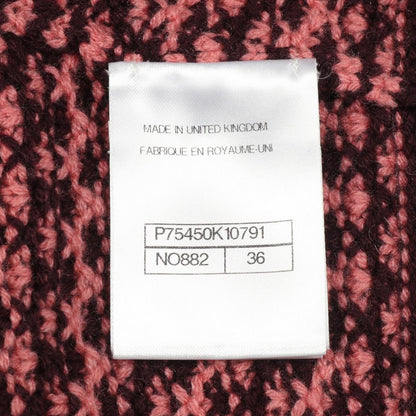 MADE IN UNITED KINGDOM
FABRIQUE EN ROYAUME-UNI
P75450K10791
NO882 36